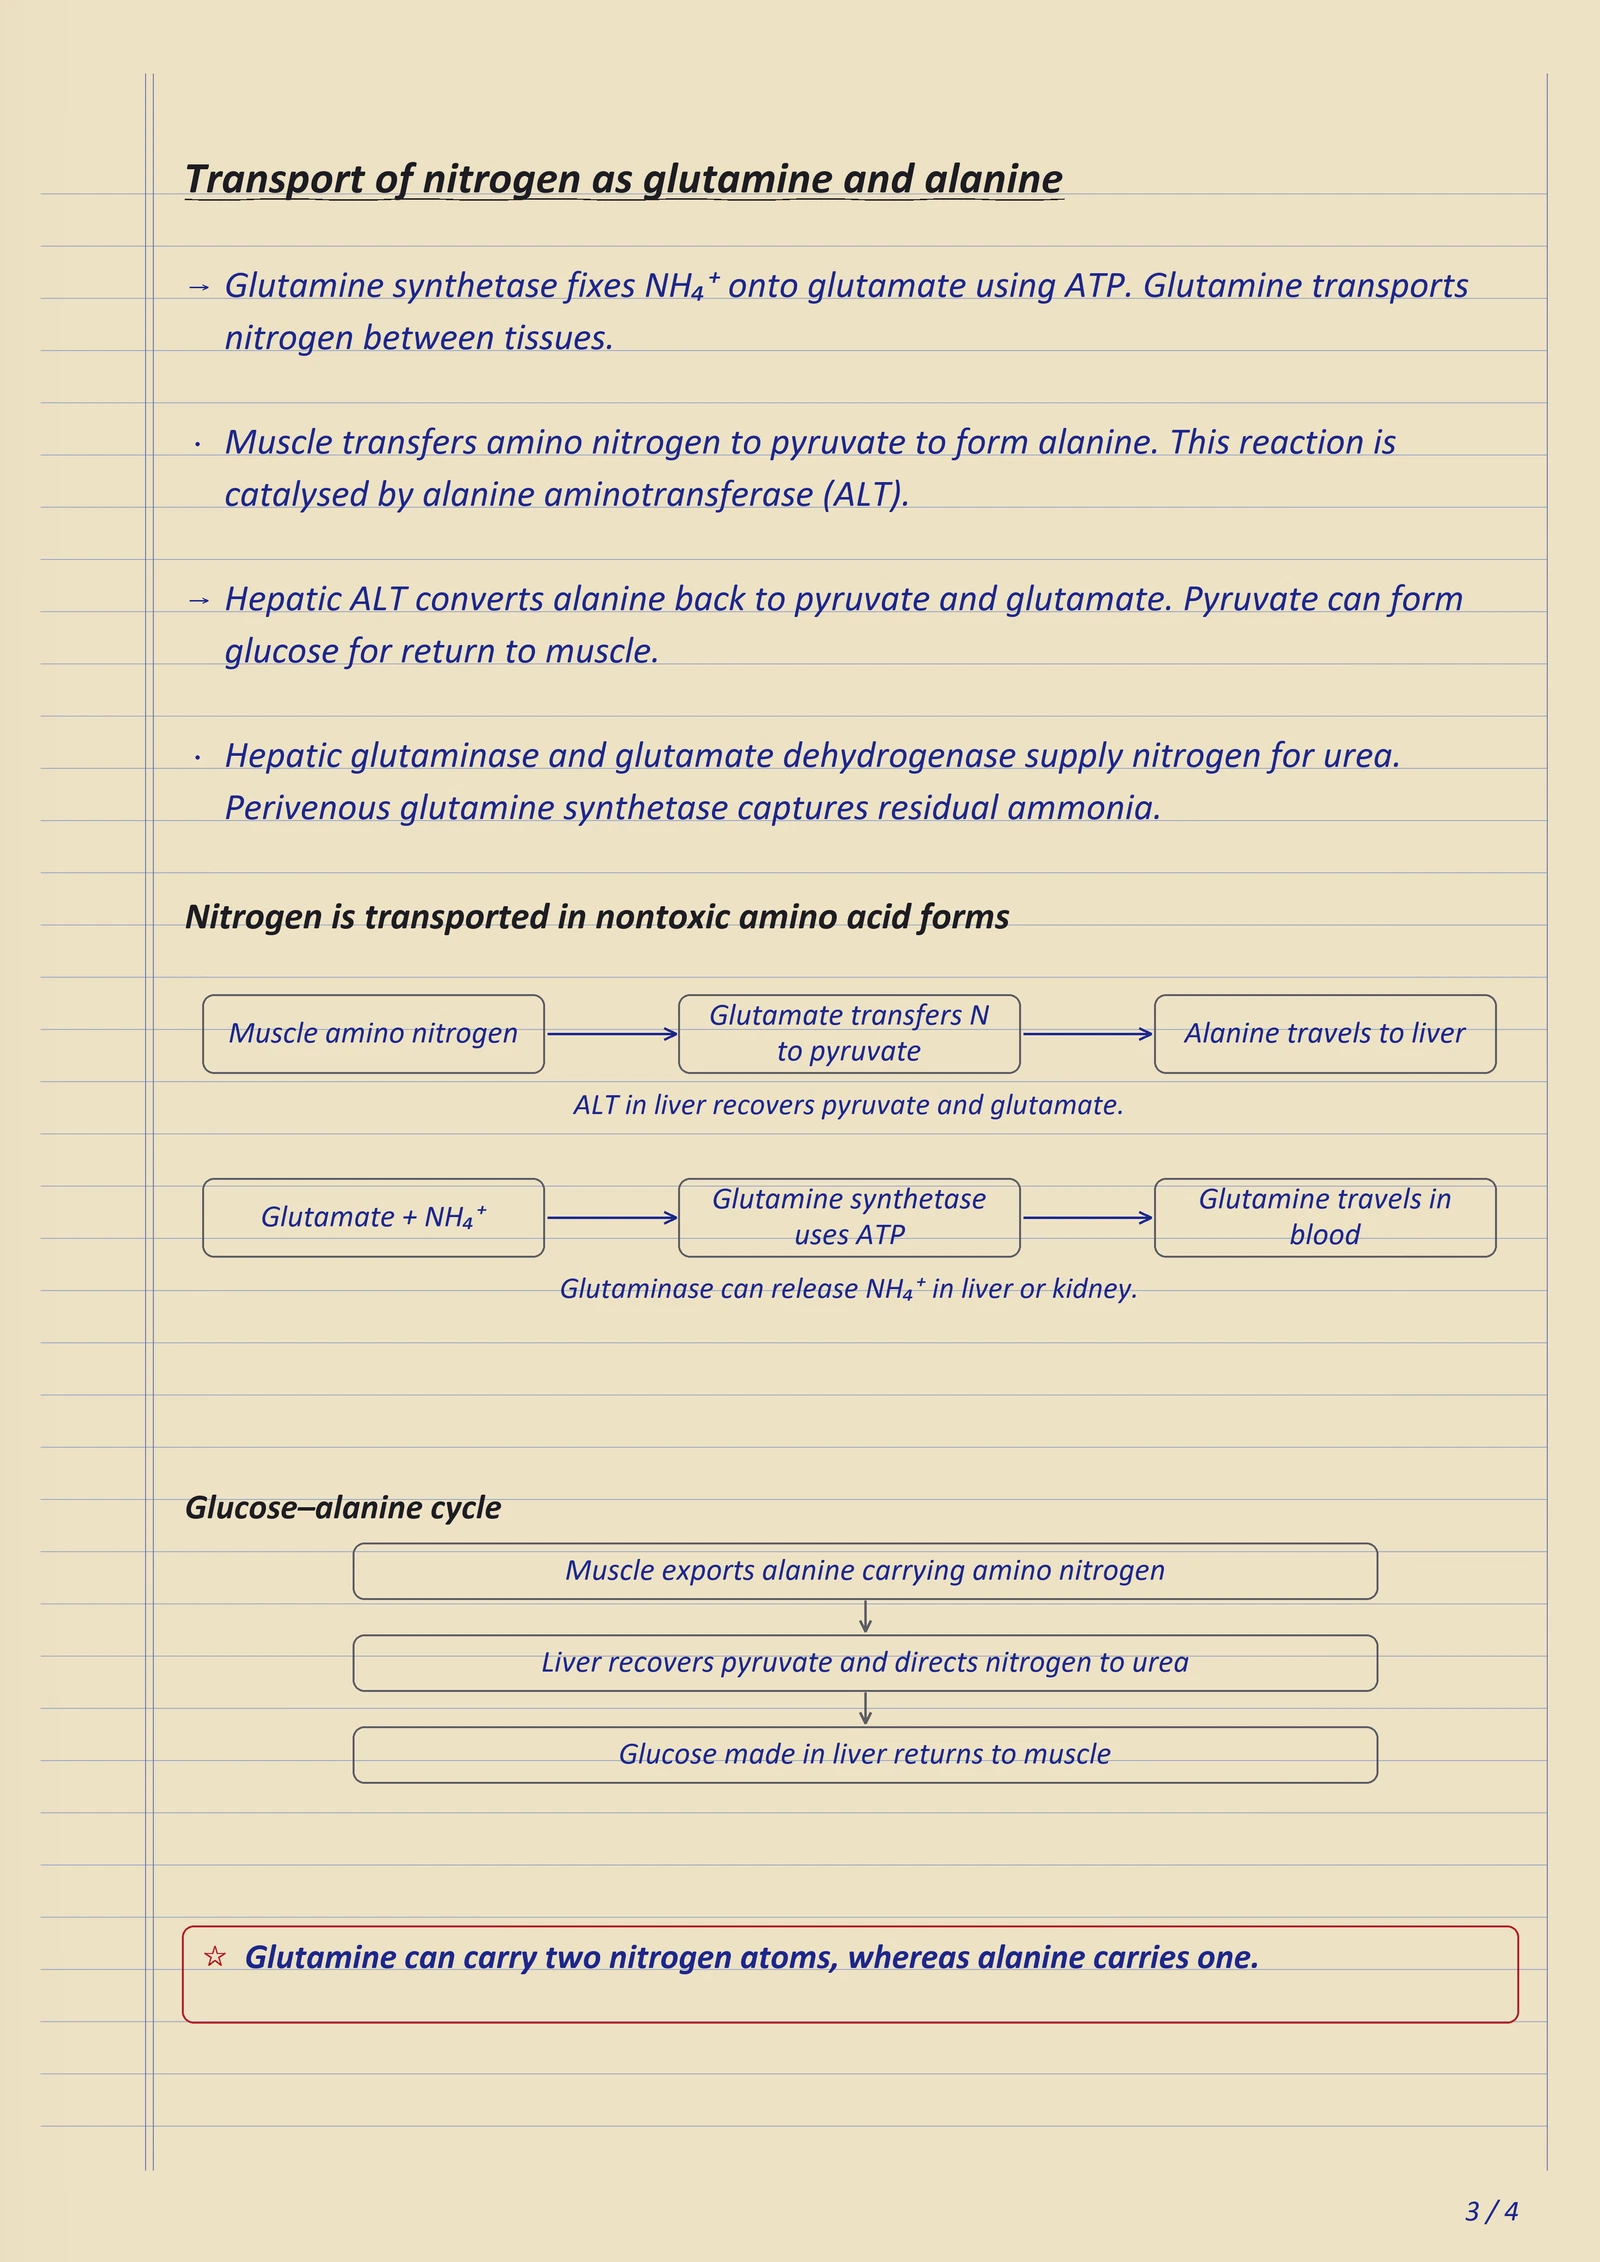 Transport of nitrogen as glutamine and alanine
→ Glutamine synthetase fixes NH₄⁺ onto glutamate using ATP. Glutamine transports
nitrogen between tissues.
· Muscle transfers amino nitrogen to pyruvate to form alanine. This reaction is
catalysed by alanine aminotransferase (ALT).
→ Hepatic ALT converts alanine back to pyruvate and glutamate. Pyruvate can form
glucose for return to muscle.
· Hepatic glutaminase and glutamate dehydrogenase supply nitrogen for urea.
Perivenous glutamine synthetase captures residual ammonia.
Nitrogen is transported in nontoxic amino acid forms
Muscle amino nitrogen
Glutamate transfers N
to pyruvate
Alanine travels to liver
ALT in liver recovers pyruvate and glutamate.
Glutamate + NH₄⁺
Glutamine synthetase
uses ATP
Glutamine travels in
blood
Glutaminase can release NH₄⁺ in liver or kidney.
Glucose–alanine cycle
Muscle exports alanine carrying amino nitrogen
Liver recovers pyruvate and directs nitrogen to urea
Glucose made in liver returns to muscle
☆ Glutamine can carry two nitrogen atoms, whereas alanine carries one.
3 / 4